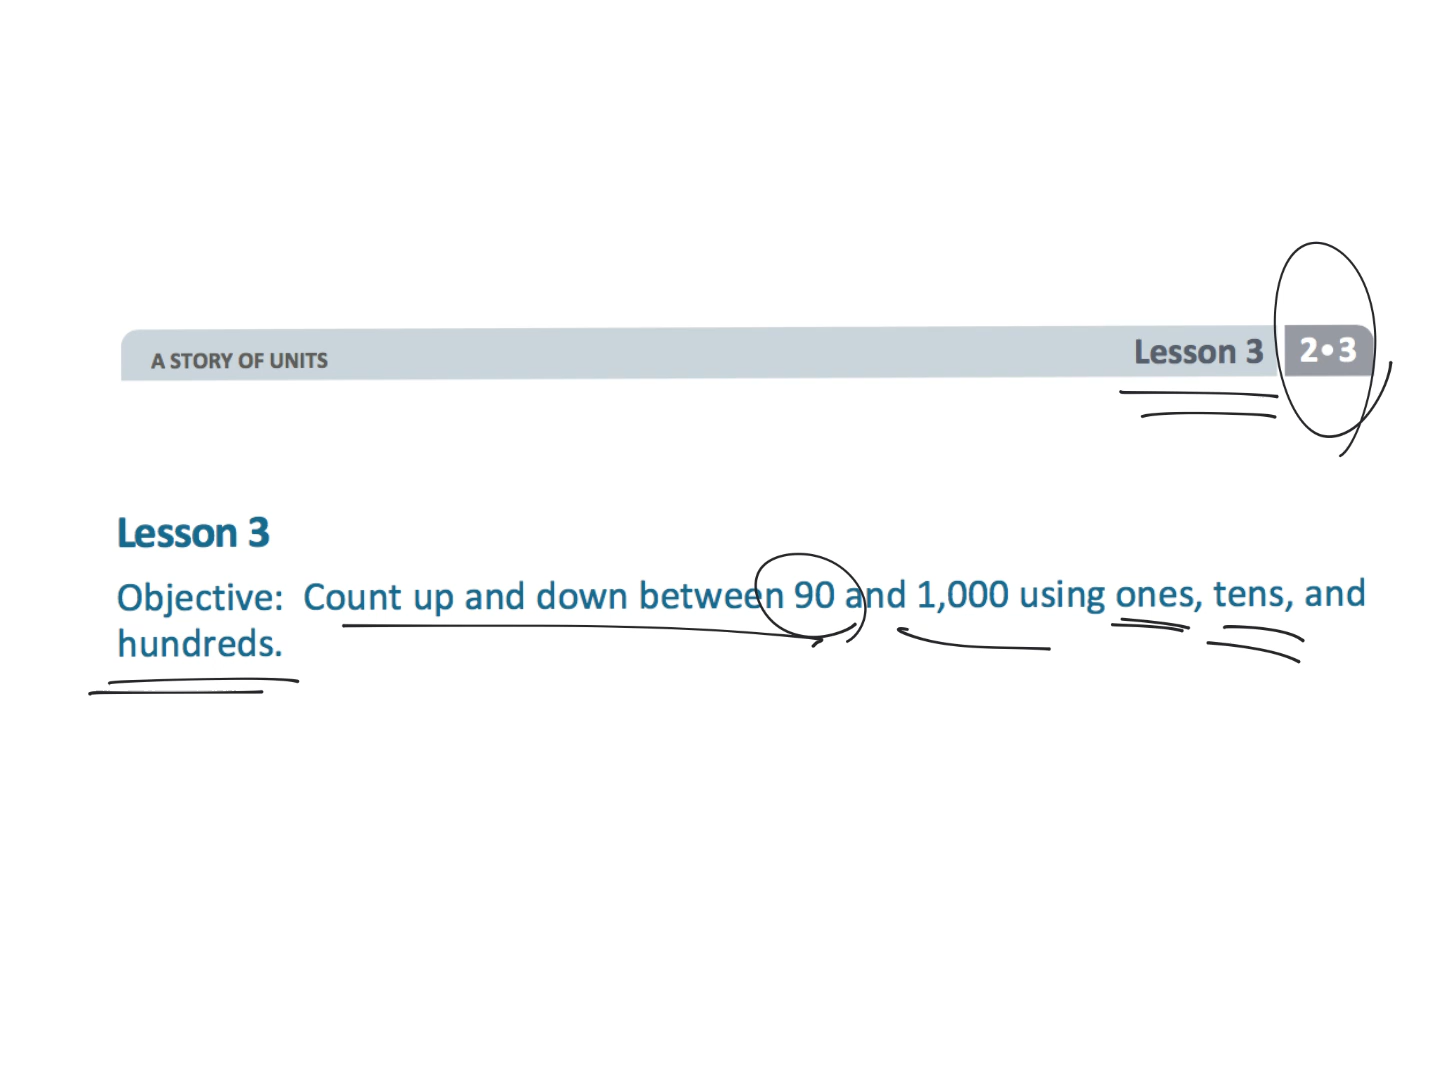 A STORY OF UNITS
Lesson 3
2•3
Lesson 3
Objective: Count up and down between 90 and 1,000 using ones, tens, and
hundreds.